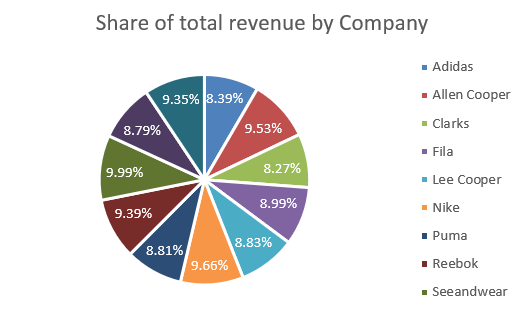 Share of total revenue by Company
8.39%
9.53%
8.27%
8.99%
8.83%
9.66%
8.81%
9.39%
9.99%
8.79%
9.35%
Adidas
Allen Cooper
Clarks
Fila
Lee Cooper
Nike
Puma
Reebok
Seeandwear